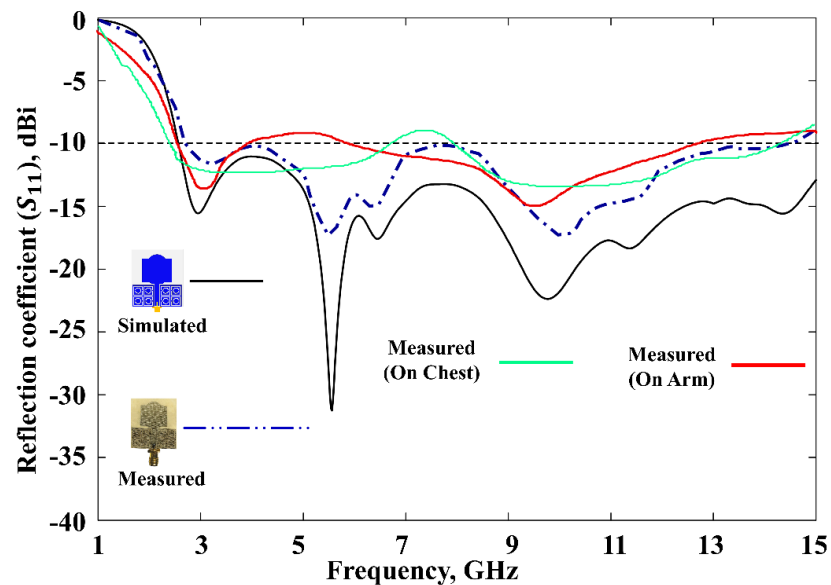 Reflection coefficient (S₁₁), dBi
0
-5
-10
-15
-20
-25
-30
-35
-40
Simulated
Measured
(On Chest)
Measured
(On Arm)
Measured
1 3 5 7 9 11 13 15
Frequency, GHz